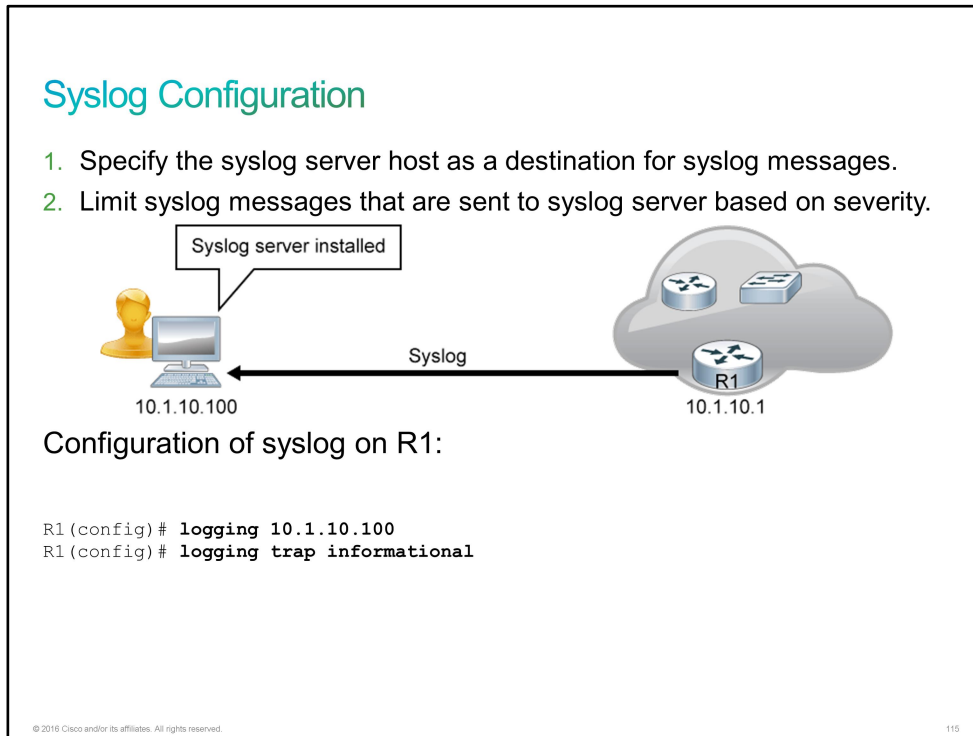 Syslog Configuration
1. Specify the syslog server host as a destination for syslog messages.
2. Limit syslog messages that are sent to syslog server based on severity.
Syslog server installed
Syslog
R1
10.1.10.100
10.1.10.1
Configuration of syslog on R1:
R1(config)# logging 10.1.10.100
R1(config)# logging trap informational
© 2016 Cisco and/or its affiliates. All rights reserved.
115